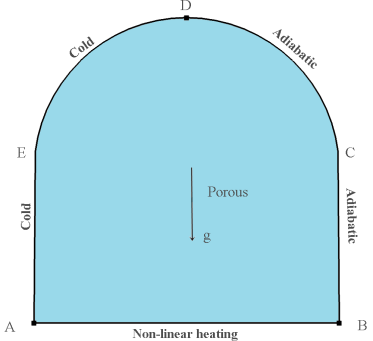 D
Cold
Adiabatic
E
C
Porous
Cold
Adiabatic
g
A
B
Non-linear heating